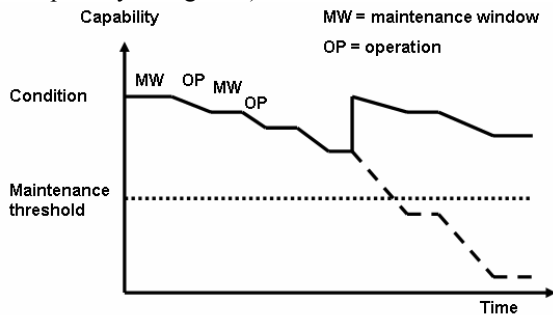 Capability
MW = maintenance window
OP = operation
MW OP MW
OP
Condition
Maintenance
threshold
Time